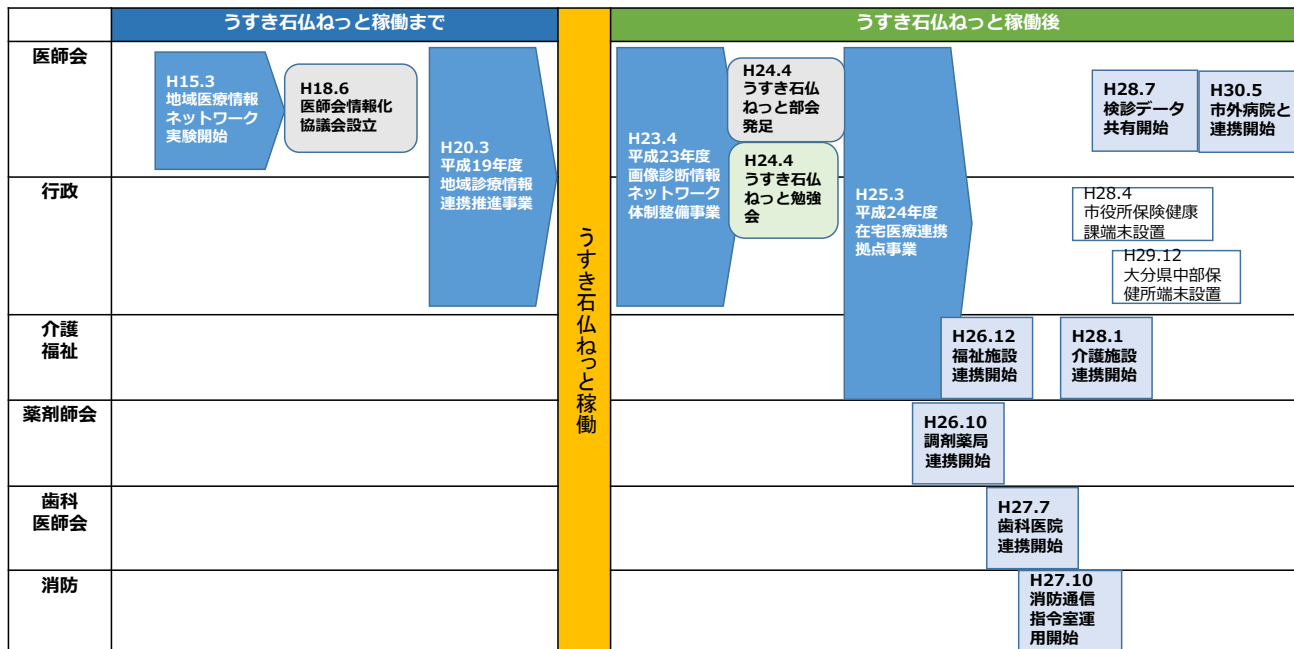 うすき石仏ねっと稼働まで
うすき石仏ねっと稼働後
医師会
H15.3
地域医療情報
ネットワーク
実験開始
H18.6
医師会情報化
協議会設立
H20.3
平成19年度
地域診療情報
連携推進事業
うすき石仏ねっと稼働
H23.4
平成23年度
画像診断情報
ネットワーク
体制整備事業
H24.4
うすき石仏
ねっと部会
発足
H24.4
うすき石仏
ねっと勉強
会
H25.3
平成24年度
在宅医療連携
拠点事業
H28.7
検診データ
共有開始
H30.5
市外病院と
連携開始
行政
H28.4
市役所保険健康
課端末設置
H29.12
大分県中部保
健所端末設置
介護
福祉
H26.12
福祉施設
連携開始
H28.1
介護施設
連携開始
薬剤師会
H26.10
調剤薬局
連携開始
歯科
医師会
H27.7
歯科医院
連携開始
消防
H27.10
消防通信
指令室運
用開始